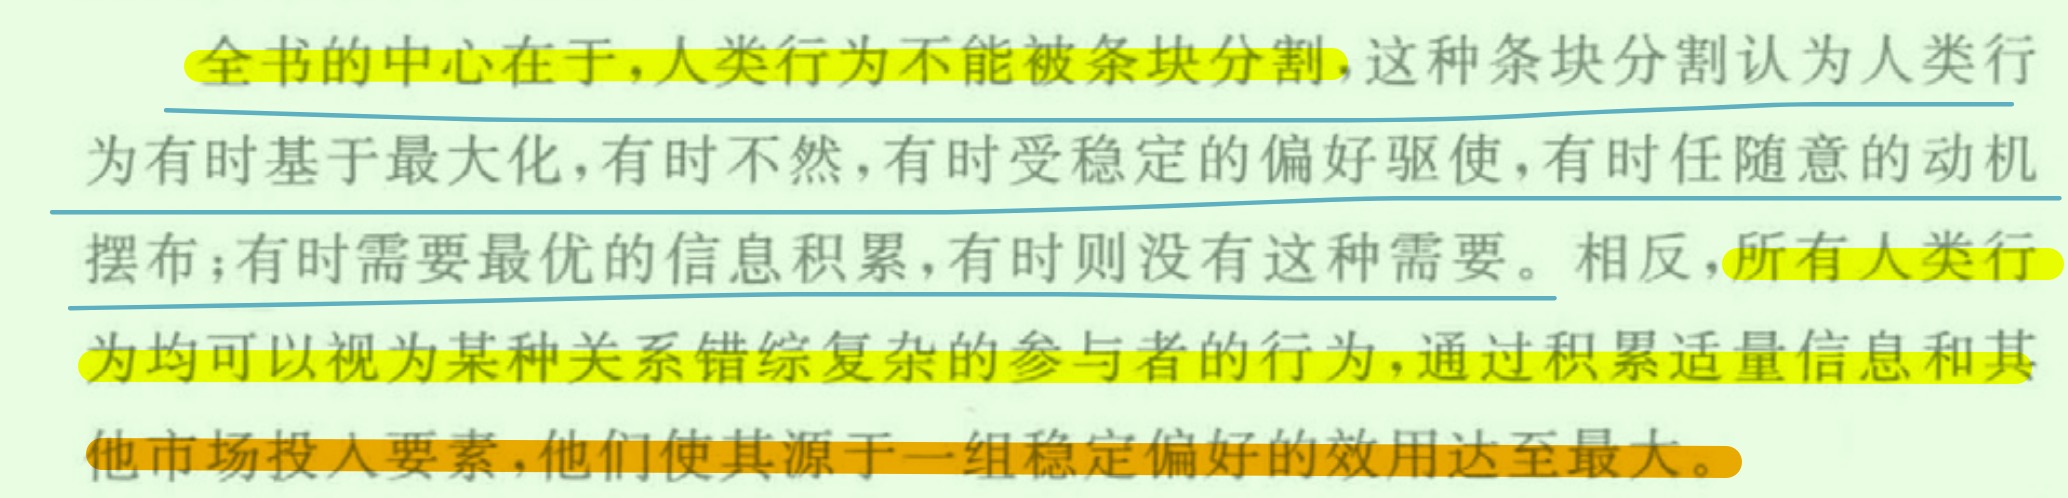 全书的中心在于,人类行为不能被条块分割,这种条块分割认为人类行
为有时基于最大化,有时不然,有时受稳定的偏好驱使,有时任随意的动机
摆布;有时需要最优的信息积累,有时则没有这种需要。相反,所有人类行
为均可以视为某种关系错综复杂的参与者的行为,通过积累适量信息和其
他市场投入要素,他们使其源于一组稳定偏好的效用达至最大。